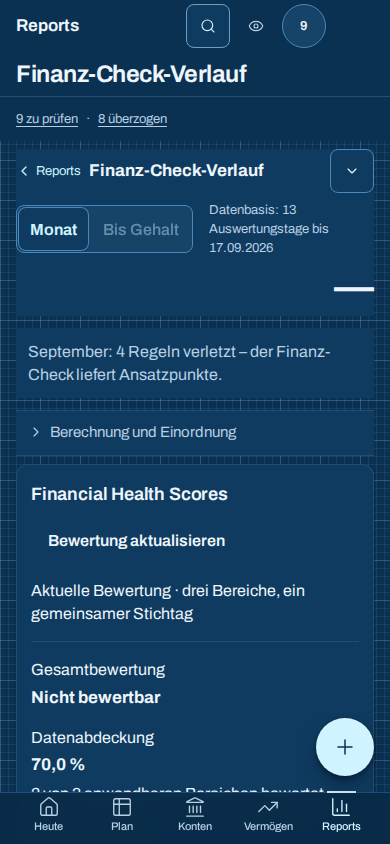 Reports
9
Finanz-Check-Verlauf
9 zu prüfen · 8 überzogen
Reports Finanz-Check-Verlauf
Monat Bis Gehalt
Datenbasis: 13
Auswertungstage bis
17.09.2026
September: 4 Regeln verletzt – der Finanz-
Check liefert Ansatzpunkte.
Berechnung und Einordnung
Financial Health Scores
Bewertung aktualisieren
Aktuelle Bewertung · drei Bereiche, ein
gemeinsamer Stichtag
Gesamtbewertung
Nicht bewertbar
Datenabdeckung
70,0 %
Heute Plan Konten Vermögen Reports